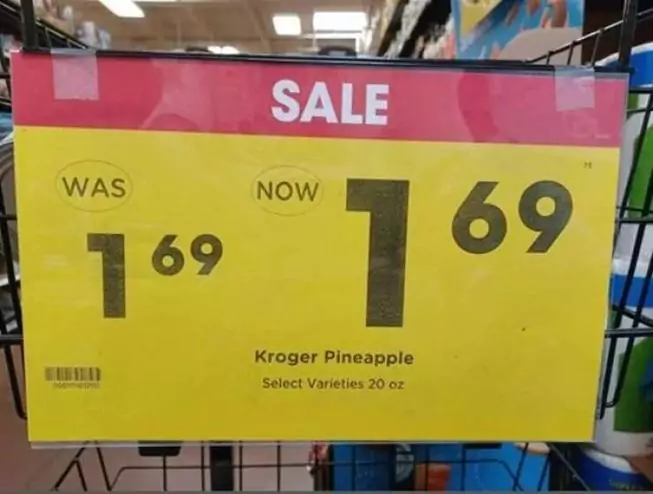 SALE
WAS
1 69
NOW
1 69
Kroger Pineapple
Select Varieties 20 oz